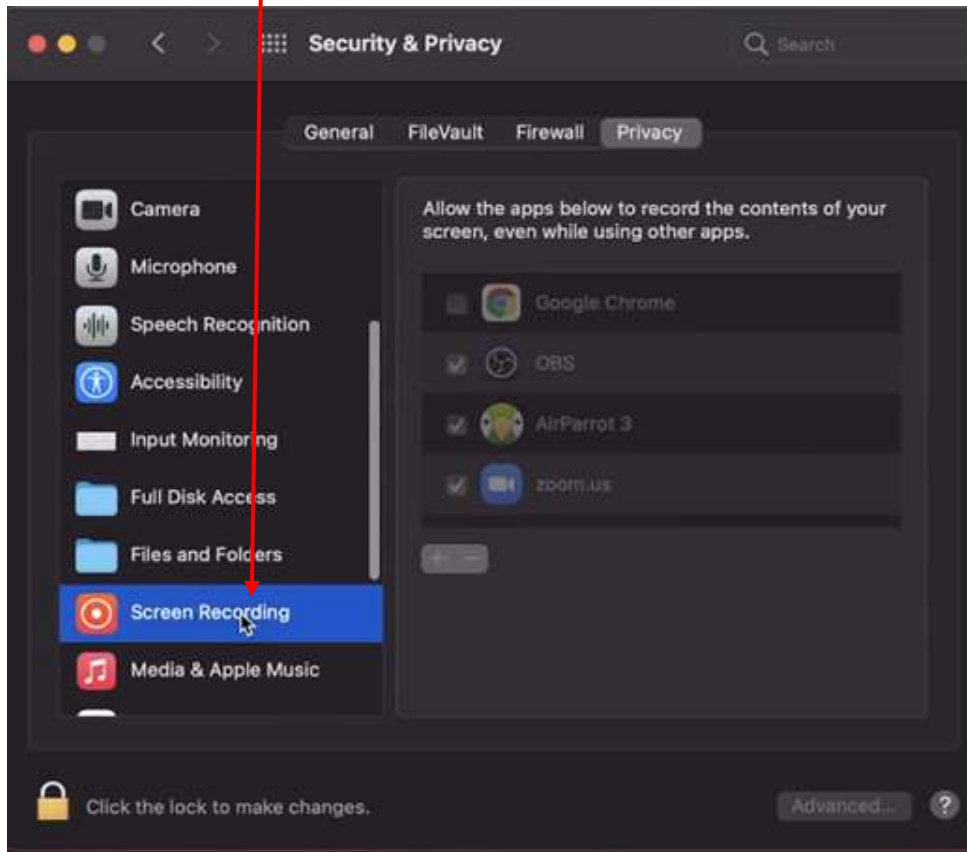 Security & Privacy
Search
General FileVault Firewall Privacy
Camera
Microphone
Speech Recognition
Accessibility
Input Monitoring
Full Disk Access
Files and Folders
Screen Recording
Media & Apple Music
Allow the apps below to record the contents of your
screen, even while using other apps.
Google Chrome
OBS
AirParrot 3
zoom.us
Click the lock to make changes.
Advanced...
?